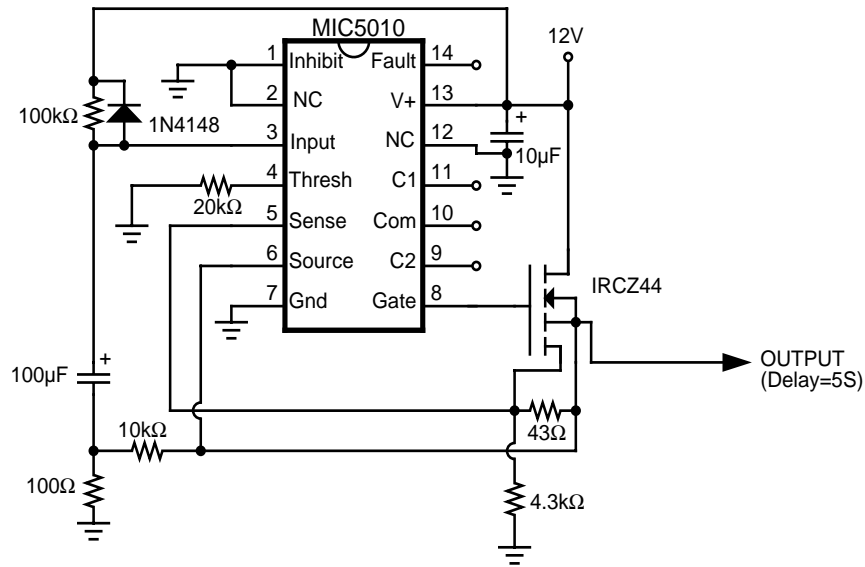 MIC5010
12V
1 Inhibit Fault 14
2 NC V+ 13
100kΩ
1N4148
3 Input NC 12
+
10µF
4 Thresh C1 11
20kΩ
5 Sense Com 10
6 Source C2 9
7 Gnd Gate 8
IRCZ44
100µF
+
OUTPUT
(Delay=5S)
10kΩ
43Ω
100Ω
4.3kΩ